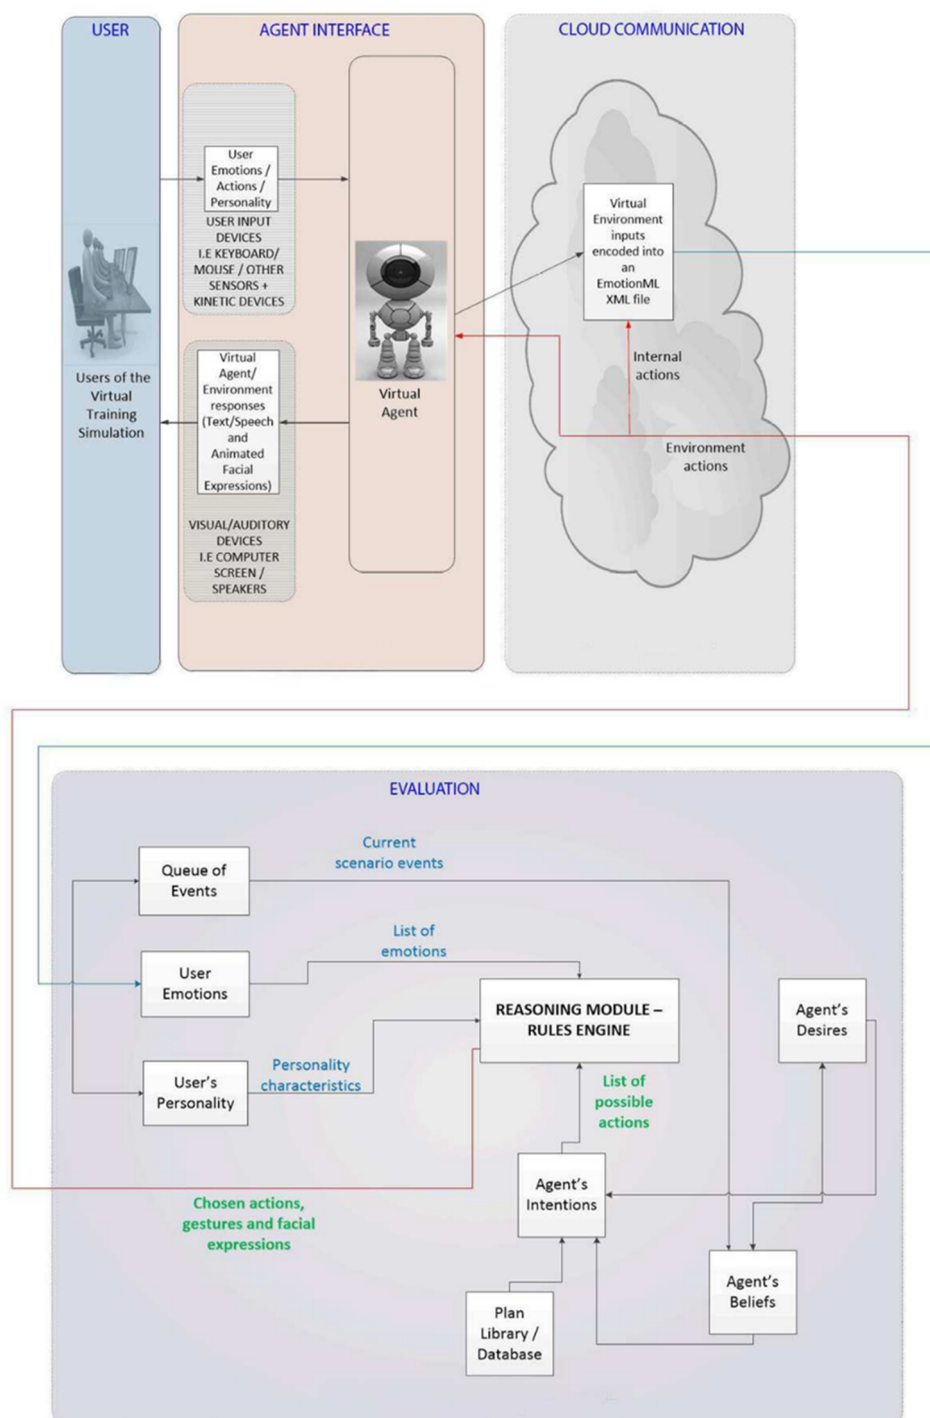 USER
AGENT INTERFACE
CLOUD COMMUNICATION
User
Emotions /
Actions /
Personality
USER INPUT
DEVICES
I.E KEYBOARD/
MOUSE / OTHER
SENSORS +
KINETIC DEVICES
Users of the
Virtual
Training
Simulation
Virtual
Agent/
Environment
responses
(Text/Speech
and
Animated
Facial
Expressions)
VISUAL/AUDITORY
DEVICES
I.E COMPUTER
SCREEN /
SPEAKERS
Virtual
Agent
Virtual
Environment
inputs
encoded into
an
EmotionML
XML file
Internal
actions
Environment
actions
EVALUATION
Queue of
Events
Current
scenario events
User
Emotions
List of
emotions
User's
Personality
Personality
characteristics
REASONING MODULE –
RULES ENGINE
Agent's
Desires
List of
possible
actions
Agent's
Intentions
Chosen actions,
gestures and facial
expressions
Agent's
Beliefs
Plan
Library /
Database